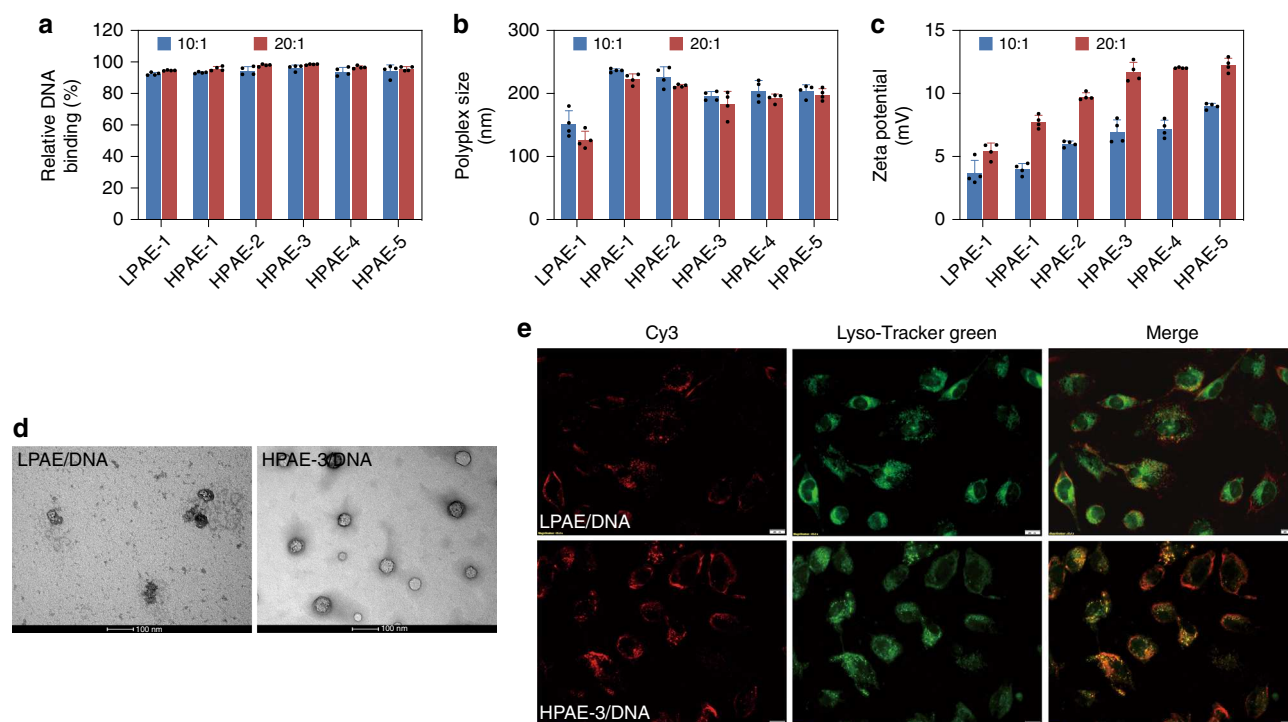 a
10:1 20:1
Relative DNA
binding (%)
120
100
80
60
40
20
0
LPAE-1 HPAE-1 HPAE-2 HPAE-3 HPAE-4 HPAE-5
b
10:1 20:1
Polyplex size
(nm)
300
200
100
0
LPAE-1 HPAE-1 HPAE-2 HPAE-3 HPAE-4 HPAE-5
c
10:1 20:1
Zeta potential
(mV)
15
10
5
0
LPAE-1 HPAE-1 HPAE-2 HPAE-3 HPAE-4 HPAE-5
d
LPAE/DNA
100 nm
HPAE-3/DNA
100 nm
e
Cy3 Lyso-Tracker green Merge
LPAE/DNA
HPAE-3/DNA